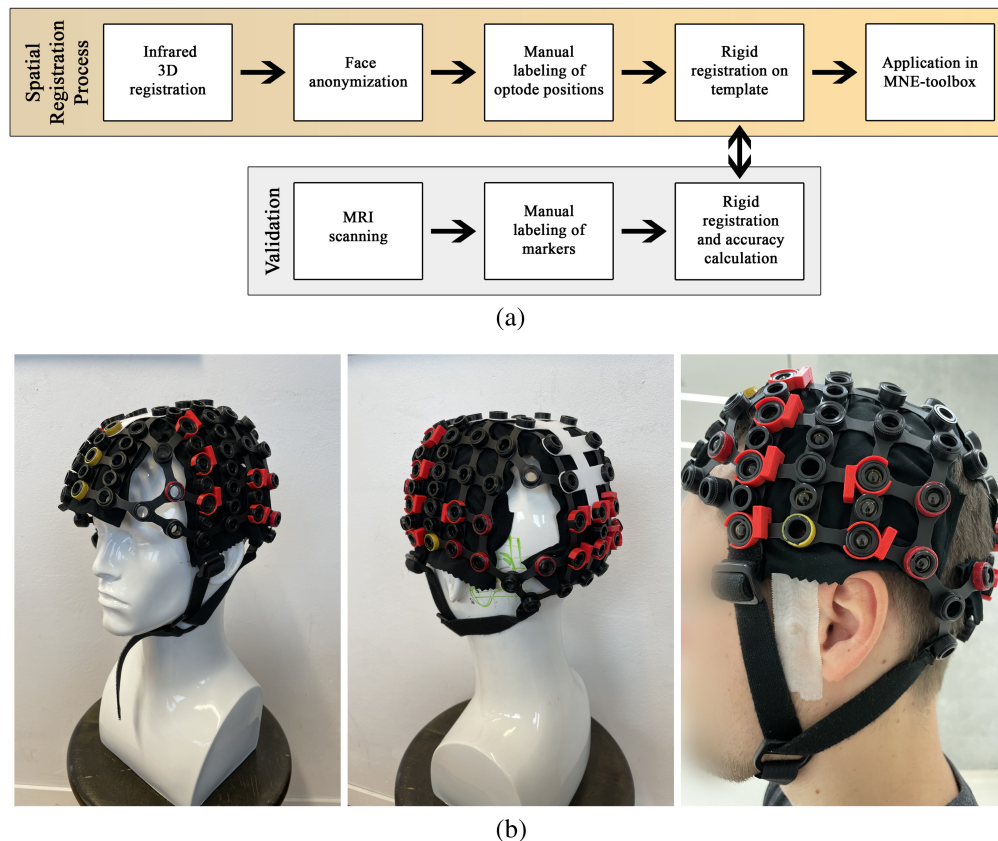 Spatial
Registration
Process
Infrared
3D
registration
Face
anonymization
Manual
labeling of
optode positions
Rigid
registration on
template
Application in
MNE-toolbox
Validation
MRI
scanning
Manual
labeling of
markers
Rigid
registration
and accuracy
calculation
(a)
(b)